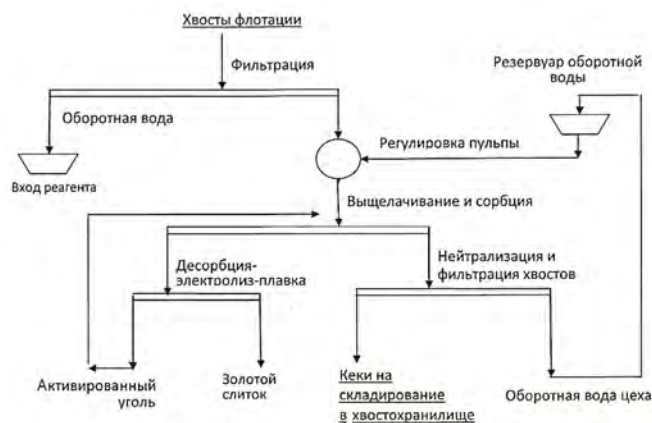 Хвосты флотации
Фильтрация
Резервуар оборотной
воды
Оборотная вода
Регулировка пульпы
Вход реагента
Выщелачивание и сорбция
Десорбция-
электролиз-плавка
Нейтрализация и
фильтрация хвостов
Активированный
уголь
Золотой
слиток
Кеки на
складирование
в хвостохранилище
Оборотная вода цеха